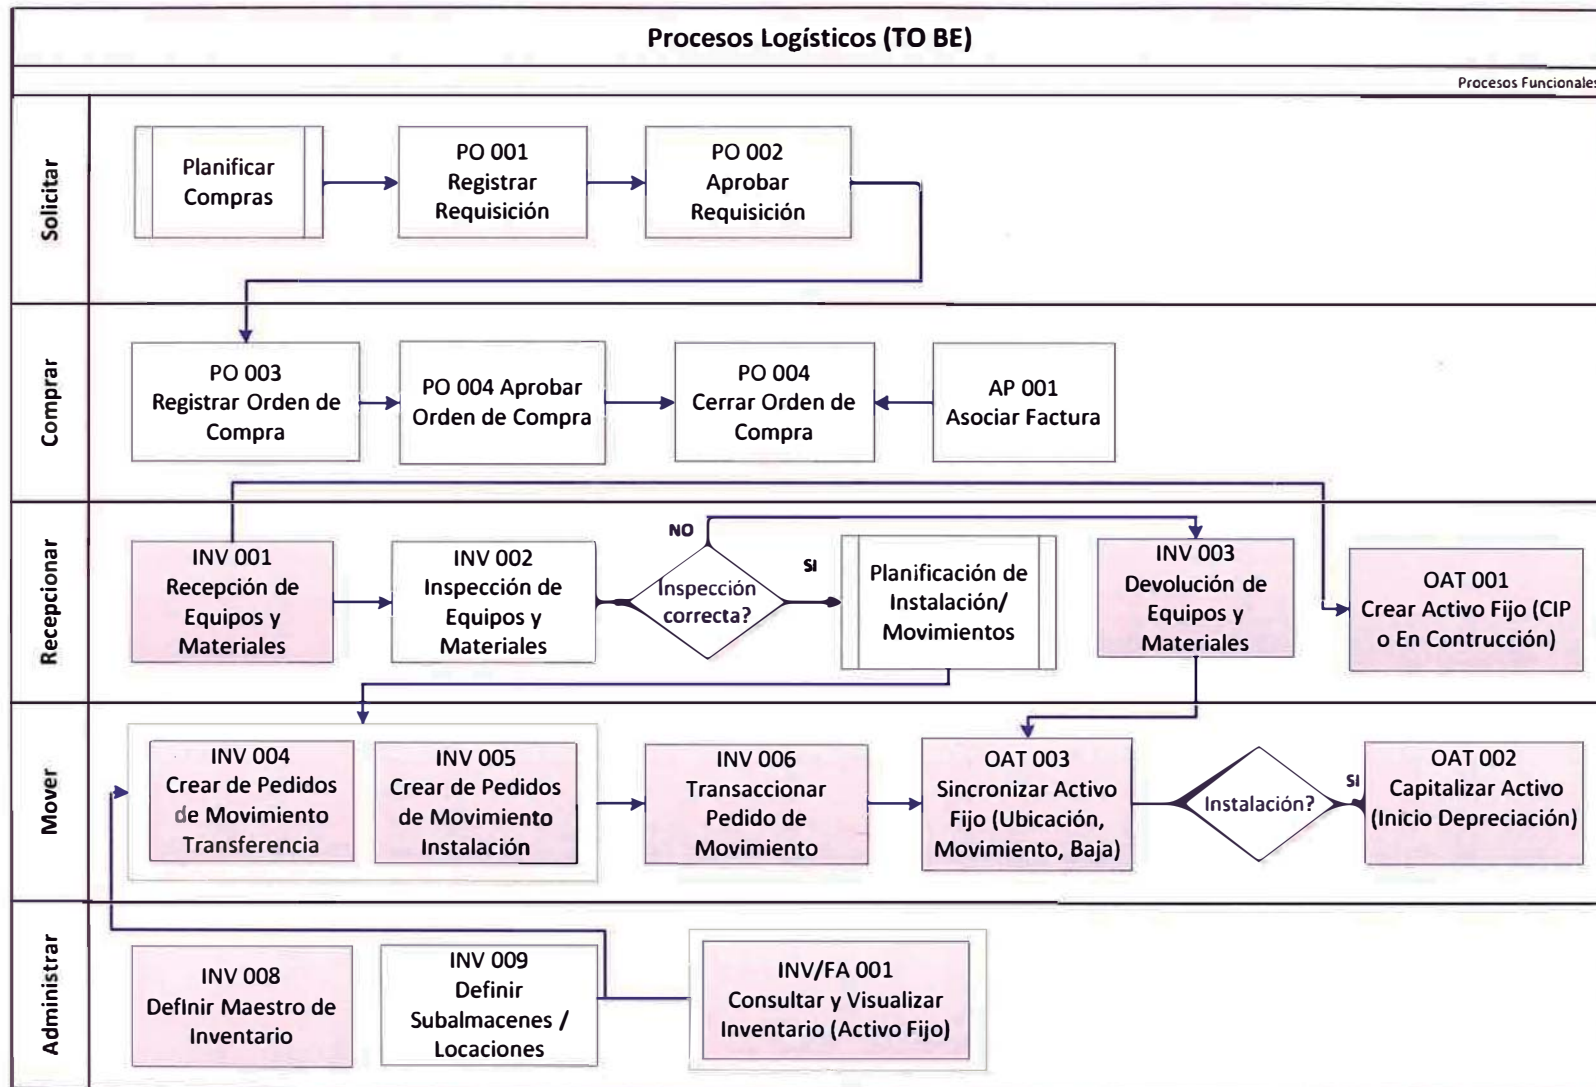 Procesos Logísticos (TO BE)
Procesos Funcionales
Solicitar
Planificar
Compras
PO 001
Registrar
Requisición
PO 002
Aprobar
Requisición
Comprar
PO 003
Registrar Orden de
Compra
PO 004 Aprobar
Orden de Compra
PO 004
Cerrar Orden de
Compra
AP 001
Asociar Factura
Recepcionar
INV 001
Recepción de
Equipos y
Materiales
INV 002
Inspección de
Equipos y
Materiales
NO
Inspección
correcta?
SI
Planificación de
Instalación/
Movimientos
INV 003
Devolución de
Equipos y
Materiales
OAT 001
Crear Activo Fijo (CIP
o En Contrucción)
Mover
INV 004
Crear de Pedidos
de Movimiento
Transferencia
INV 005
Crear de Pedidos
de Movimiento
Instalación
INV 006
Transaccionar
Pedido de
Movimiento
OAT 003
Sincronizar Activo
Fijo (Ubicación,
Movimiento, Baja)
Instalación?
SI
OAT 002
Capitalizar Activo
(Inicio Depreciación)
Administrar
INV 008
Definir Maestro de
Inventario
INV 009
Definir
Subalmacenes /
Locaciones
INV/FA 001
Consultar y Visualizar
Inventario (Activo Fijo)